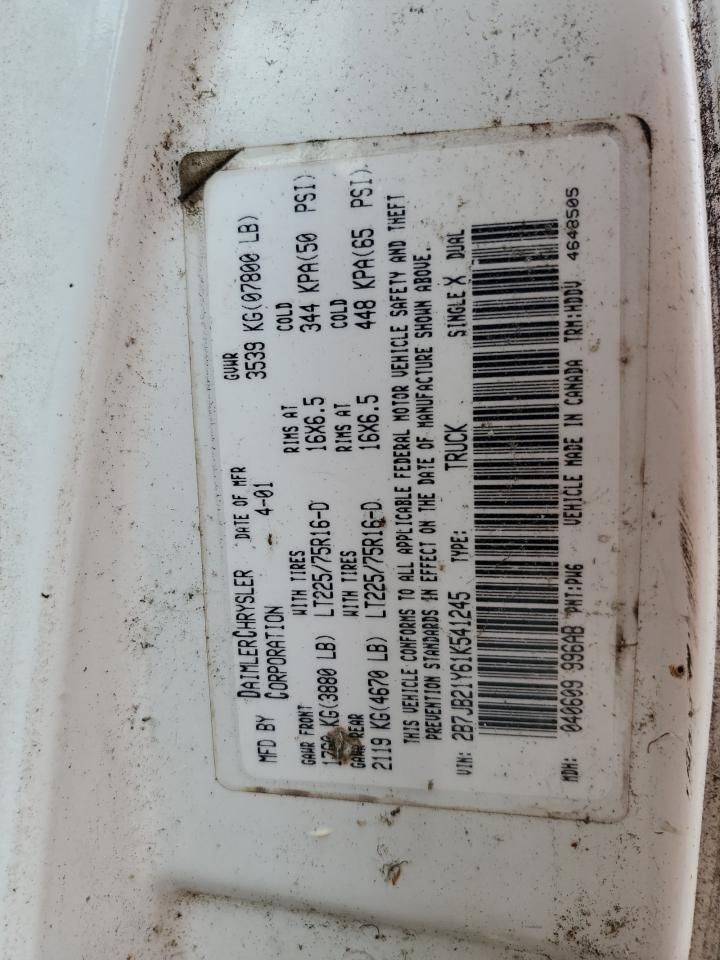 MFD BY DAIMLERCHRYSLER CORPORATION DATE OF MFR 4-01 GVWR 3539 KG(07800 LB)
GAWR FRONT WITH TIRES RIMS AT COLD
KG(3880 LB) LT225/75R16-D 16X6.5 344 KPA(50 PSI)
GAWR REAR WITH TIRES RIMS AT COLD
2119 KG(4670 LB) LT225/75R16-D 16X6.5 448 KPA(65 PSI)
THIS VEHICLE CONFORMS TO ALL APPLICABLE FEDERAL MOTOR VEHICLE SAFETY AND THEFT
PREVENTION STANDARDS IN EFFECT ON THE DATE OF MANUFACTURE SHOWN ABOVE.
VIN: 2B7JB21Y61K541245 TYPE: TRUCK SINGLE X DUAL
MDH: 040609 996AB PNT:PW6 VEHICLE MADE IN CANADA TRM:HDDV 4648505